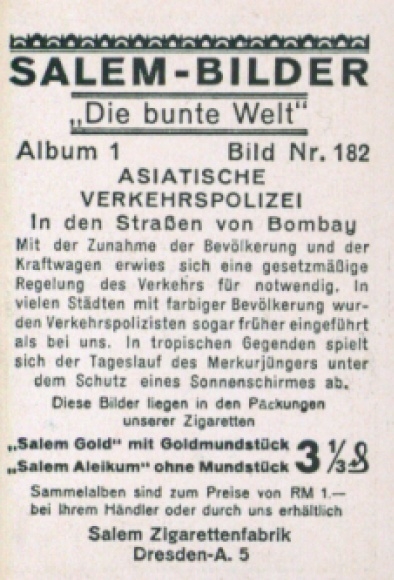 SALEM-BILDER
„Die bunte Welt“
Album 1 Bild Nr. 182
ASIATISCHE
VERKEHRSPOLIZEI
In den Straßen von Bombay
Mit der Zunahme der Bevölkerung und der
Kraftwagen erwies sich eine gesetzmäßige
Regelung des Verkehrs für notwendig. In
vielen Städten mit farbiger Bevölkerung wur-
den Verkehrspolizisten sogar früher eingeführt
als bei uns. In tropischen Gegenden spielt
sich der Tageslauf des Merkurjüngers unter
dem Schutz eines Sonnenschirmes ab.
Diese Bilder liegen in den Packungen
unserer Zigaretten
„Salem Gold“ mit Goldmundstück
„Salem Aleikum“ ohne Mundstück 3 ⅓ ₰
Sammelalben sind zum Preise von RM 1.—
bei Ihrem Händler oder durch uns erhältlich
Salem Zigarettenfabrik
Dresden-A. 5